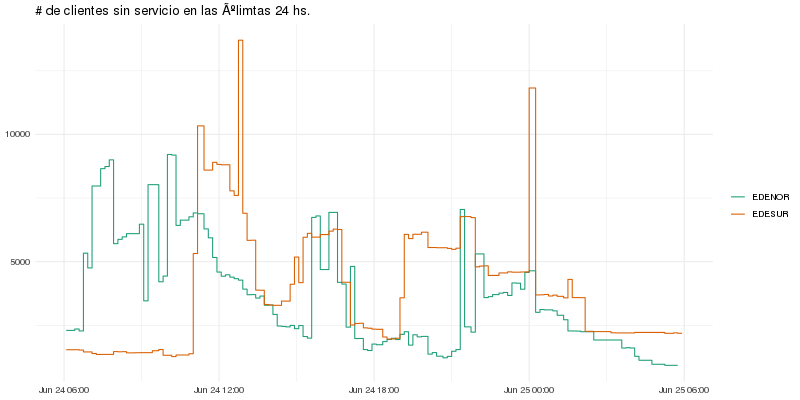 # de clientes sin servicio en las Ãºlimtas 24 hs.
10000
5000
EDENOR
EDESUR
Jun 24 06:00
Jun 24 12:00
Jun 24 18:00
Jun 25 00:00
Jun 25 06:00